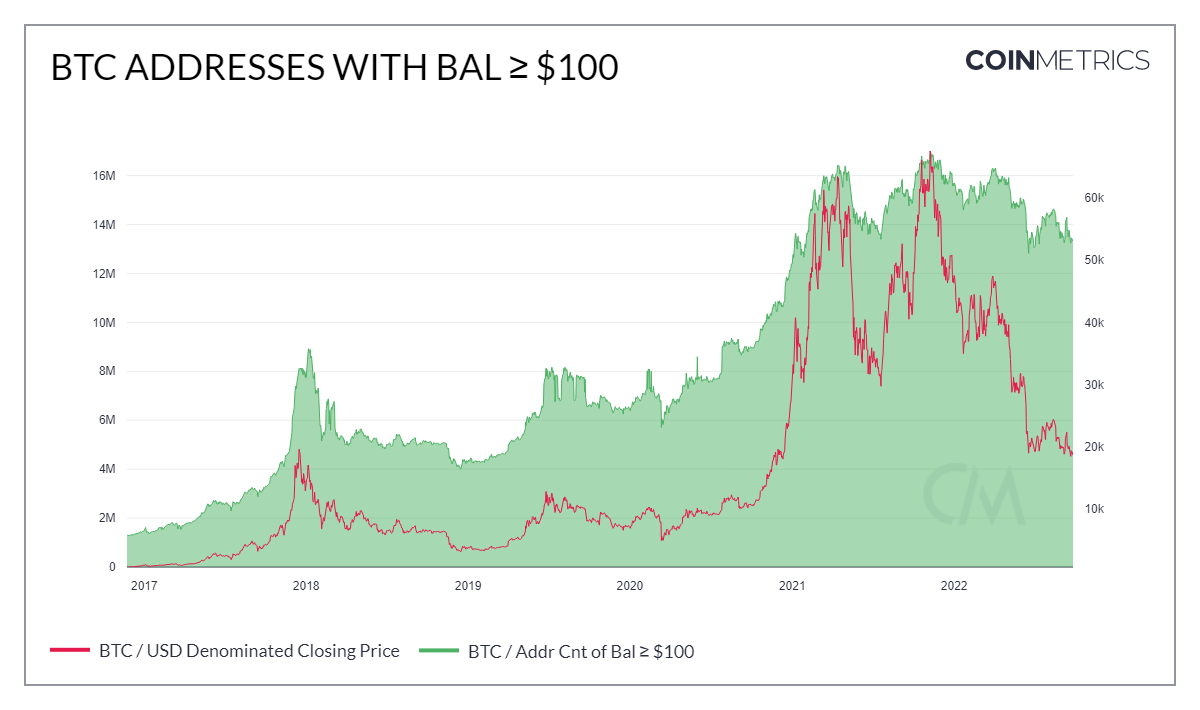 BTC ADDRESSES WITH BAL ≥ $100
COINMETRICS
16M
14M
12M
10M
8M
6M
4M
2M
0
60k
50k
40k
30k
20k
10k
CM
2017 2018 2019 2020 2021 2022
BTC / USD Denominated Closing Price
BTC / Addr Cnt of Bal ≥ $100